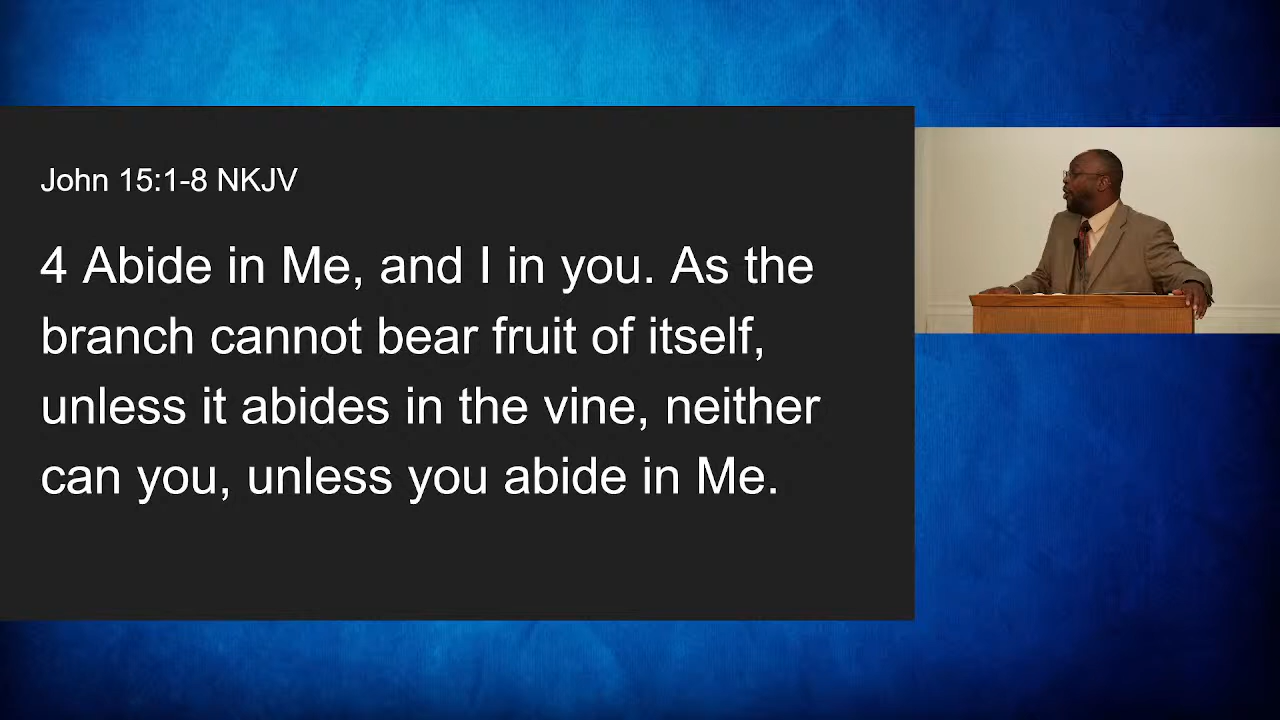 John 15:1-8 NKJV
4 Abide in Me, and I in you. As the
branch cannot bear fruit of itself,
unless it abides in the vine, neither
can you, unless you abide in Me.